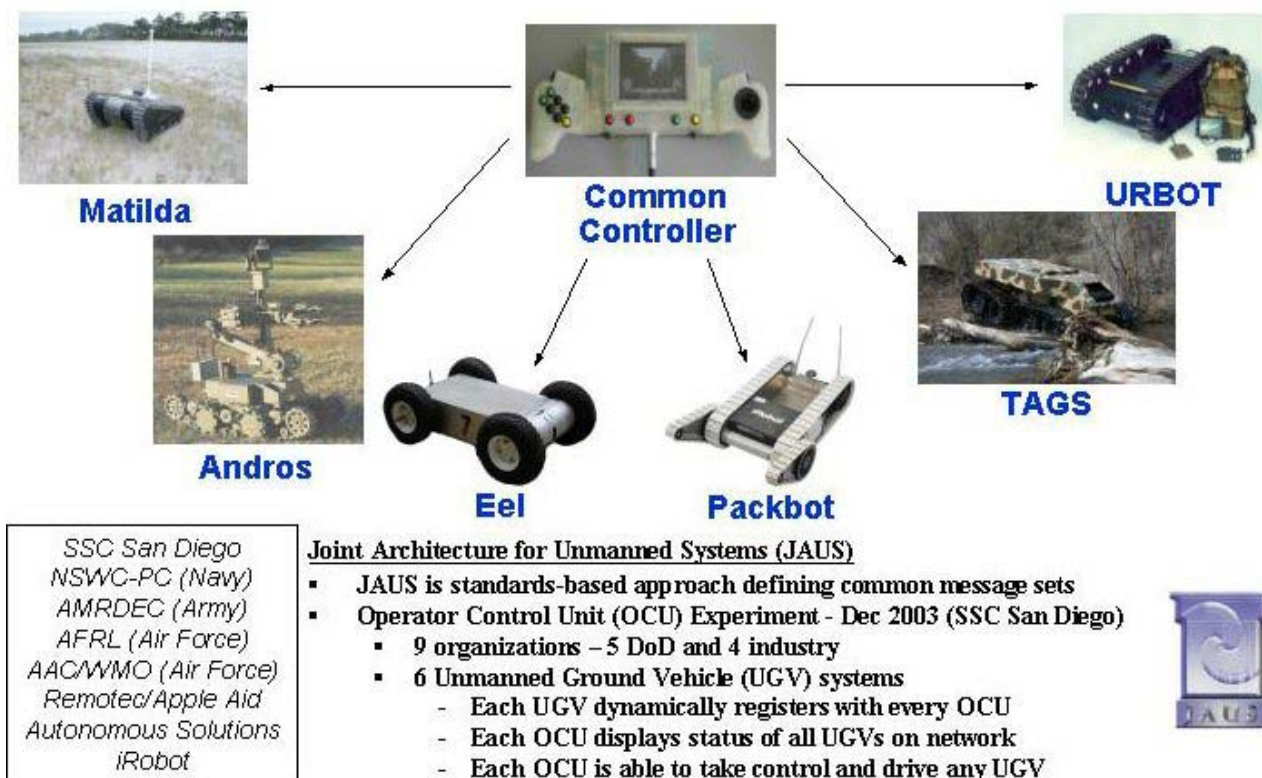 Matilda
Common
Controller
URBOT
Andros
Eel
Packbot
TAGS
SSC San Diego
NSWC-PC (Navy)
AMRDEC (Army)
AFRL (Air Force)
AAC/WMO (Air Force)
Remotec/Apple Aid
Autonomous Solutions
iRobot
Joint Architecture for Unmanned Systems (JAUS)
▪ JAUS is standards-based approach defining common message sets
▪ Operator Control Unit (OCU) Experiment - Dec 2003 (SSC San Diego)
▪ 9 organizations – 5 DoD and 4 industry
▪ 6 Unmanned Ground Vehicle (UGV) systems
- Each UGV dynamically registers with every OCU
- Each OCU displays status of all UGVs on network
- Each OCU is able to take control and drive any UGV
JAUS
7
iRobot